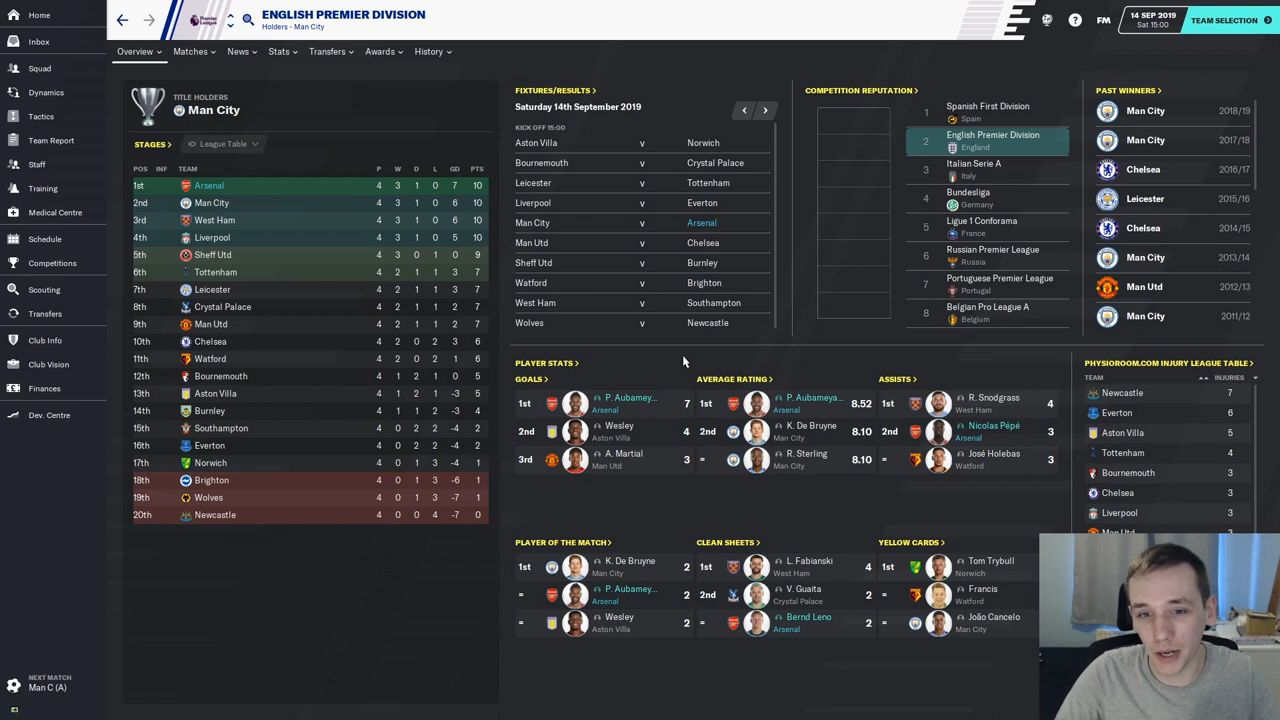 Home
Inbox
Squad
Dynamics
Tactics
Team Report
Staff
Training
Medical Centre
Schedule
Competitions
Scouting
Transfers
Club Info
Club Vision
Finances
Dev. Centre
NEXT MATCH
Man C (A)
Premier League
ENGLISH PREMIER DIVISION
Holders - Man City
FM
14 SEP 2019
Sat 15:00
TEAM SELECTION
Overview Matches News Stats Transfers Awards History
TITLE HOLDERS
Man City
STAGES > League Table
POS INF TEAM P W D L GD PTS
1st Arsenal 4 3 1 0 7 10
2nd Man City 4 3 1 0 6 10
3rd West Ham 4 3 1 0 6 10
4th Liverpool 4 3 1 0 5 10
5th Sheff Utd 4 3 0 1 0 9
6th Tottenham 4 2 1 1 3 7
7th Leicester 4 2 1 1 3 7
8th Crystal Palace 4 2 1 1 2 7
9th Man Utd 4 2 1 1 2 7
10th Chelsea 4 2 0 2 3 6
11th Watford 4 2 0 2 1 6
12th Bournemouth 4 1 2 1 0 5
13th Aston Villa 4 1 2 1 -3 5
14th Burnley 4 1 1 2 -3 4
15th Southampton 4 0 2 2 -4 2
16th Everton 4 0 2 2 -4 2
17th Norwich 4 0 1 3 -4 1
18th Brighton 4 0 1 3 -6 1
19th Wolves 4 0 1 3 -7 1
20th Newcastle 4 0 0 4 -7 0
FIXTURES/RESULTS >
Saturday 14th September 2019
KICK OFF 15:00
Aston Villa v Norwich
Bournemouth v Crystal Palace
Leicester v Tottenham
Liverpool v Everton
Man City v Arsenal
Man Utd v Chelsea
Sheff Utd v Burnley
Watford v Brighton
West Ham v Southampton
Wolves v Newcastle
COMPETITION REPUTATION >
1 Spanish First Division
Spain
2 English Premier Division
England
3 Italian Serie A
Italy
4 Bundesliga
Germany
5 Ligue 1 Conforama
France
6 Russian Premier League
Russia
7 Portuguese Premier League
Portugal
8 Belgian Pro League A
Belgium
PAST WINNERS >
Man City 2018/19
Man City 2017/18
Chelsea 2016/17
Leicester 2015/16
Chelsea 2014/15
Man City 2013/14
Man Utd 2012/13
Man City 2011/12
PLAYER STATS >
GOALS >
1st P. Aubamey... 7
Arsenal
2nd Wesley 4
Aston Villa
3rd A. Martial 3
Man Utd
AVERAGE RATING >
1st P. Aubameya... 8.52
Arsenal
2nd K. De Bruyne 8.10
Man City
= R. Sterling 8.10
Man City
ASSISTS >
1st R. Snodgrass 4
West Ham
2nd Nicolas Pépé 3
Arsenal
= José Holebas 3
Watford
PLAYER OF THE MATCH >
1st K. De Bruyne 2
Man City
= P. Aubamey... 2
Arsenal
= Wesley 2
Aston Villa
CLEAN SHEETS >
1st L. Fabianski 4
West Ham
2nd V. Guaita 2
Crystal Palace
= Bernd Leno 2
Arsenal
YELLOW CARDS >
1st Tom Trybull
Norwich
= Francis
Watford
= João Cancelo
Man City
PHYSIOROOM.COM INJURY LEAGUE TABLE >
TEAM INJURIES
Newcastle 7
Everton 6
Aston Villa 5
Tottenham 4
Bournemouth 3
Chelsea 3
Liverpool 3